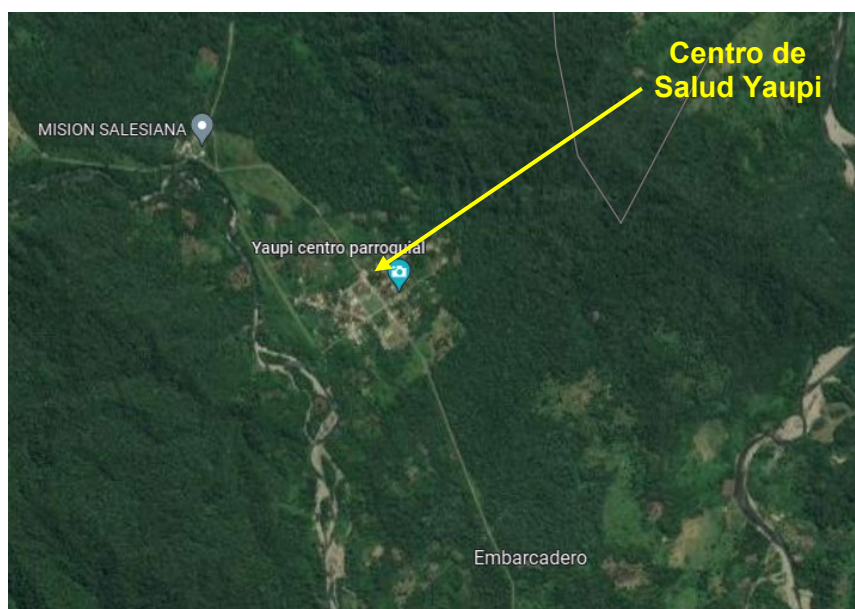 Centro de
Salud Yaupi
MISION SALESIANA
Yaupi centro parroquial
Embarcadero